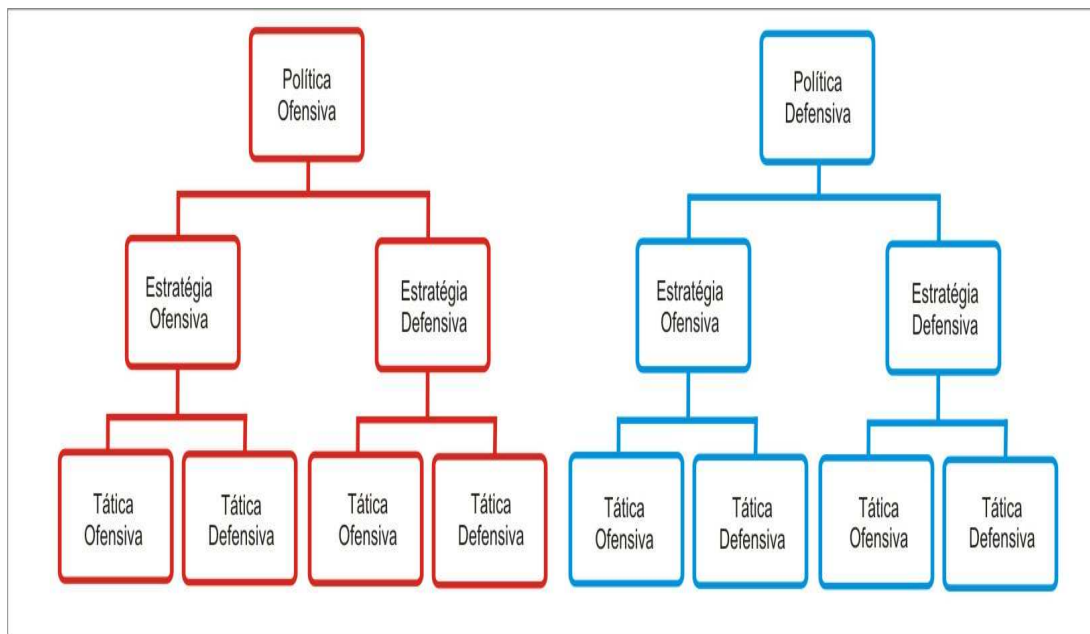 Política
Ofensiva
Política
Defensiva
Estratégia
Ofensiva
Estratégia
Defensiva
Estratégia
Ofensiva
Estratégia
Defensiva
Tática
Ofensiva
Tática
Defensiva
Tática
Ofensiva
Tática
Defensiva
Tática
Ofensiva
Tática
Defensiva
Tática
Ofensiva
Tática
Defensiva